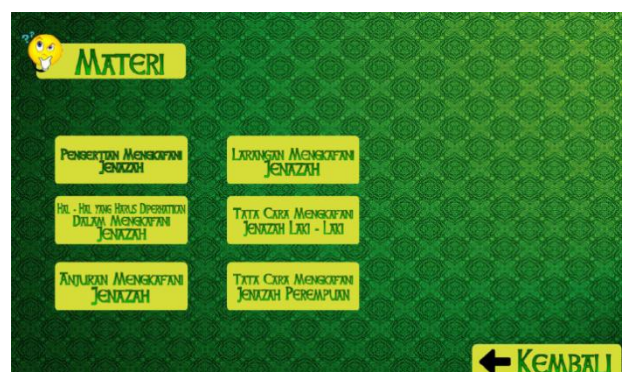 ??
MATERI
PENGERTIAN MENGKAFANI
JENAZAH
LARANGAN MENGKAFANI
JENAZAH
HAL - HAL YANG HARUS DIPERHATIKAN
DALAM MENGKAFANI
JENAZAH
TATA CARA MENGKAFANI
JENAZAH LAKI - LAKI
ANJURAN MENGKAFANI
JENAZAH
TATA CARA MENGKAFANI
JENAZAH PEREMPUAN
KEMBALI